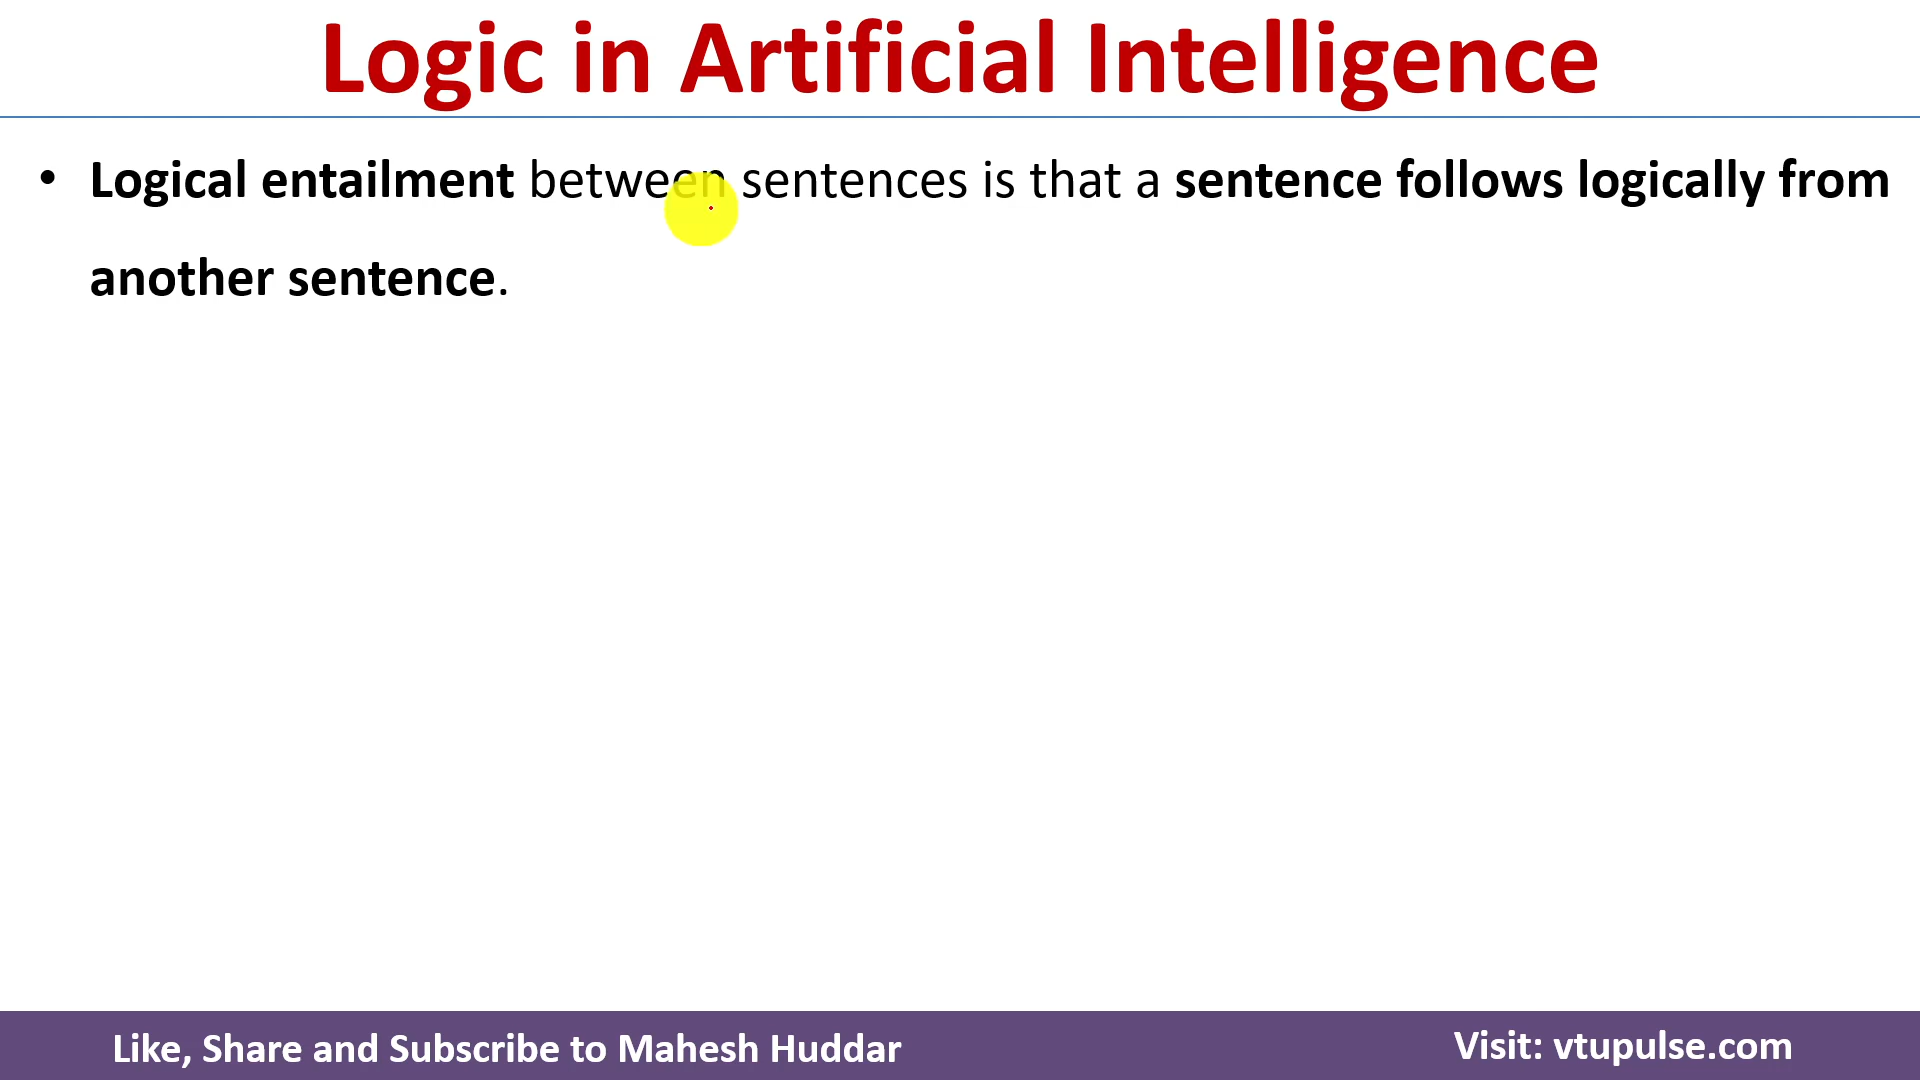 Logic in Artificial Intelligence
• Logical entailment between sentences is that a sentence follows logically from
another sentence.
Like, Share and Subscribe to Mahesh Huddar
Visit: vtupulse.com